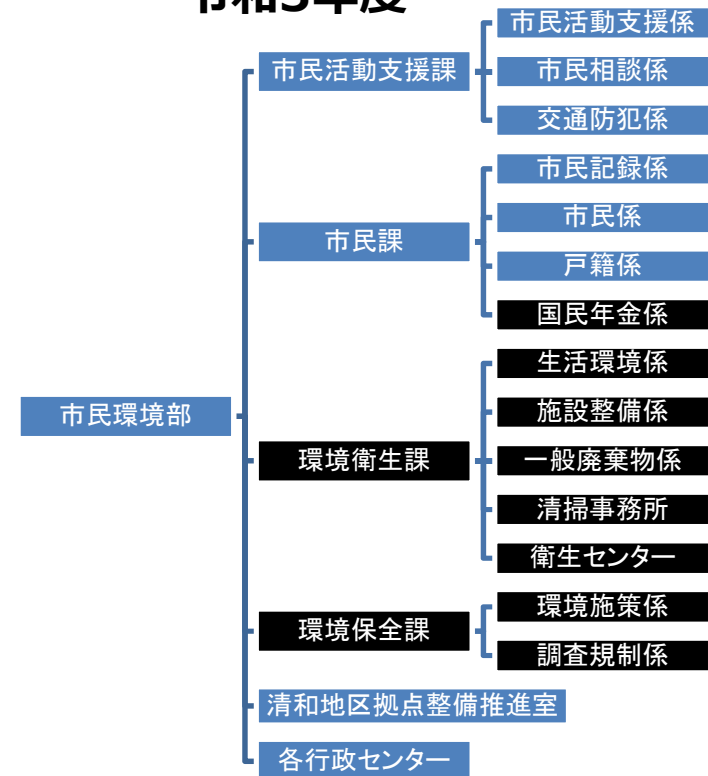 令和5年度
市民環境部
市民活動支援課
市民活動支援係
市民相談係
交通防犯係
市民課
市民記録係
市民係
戸籍係
国民年金係
環境衛生課
生活環境係
施設整備係
一般廃棄物係
清掃事務所
衛生センター
環境保全課
環境施策係
調査規制係
清和地区拠点整備推進室
各行政センター